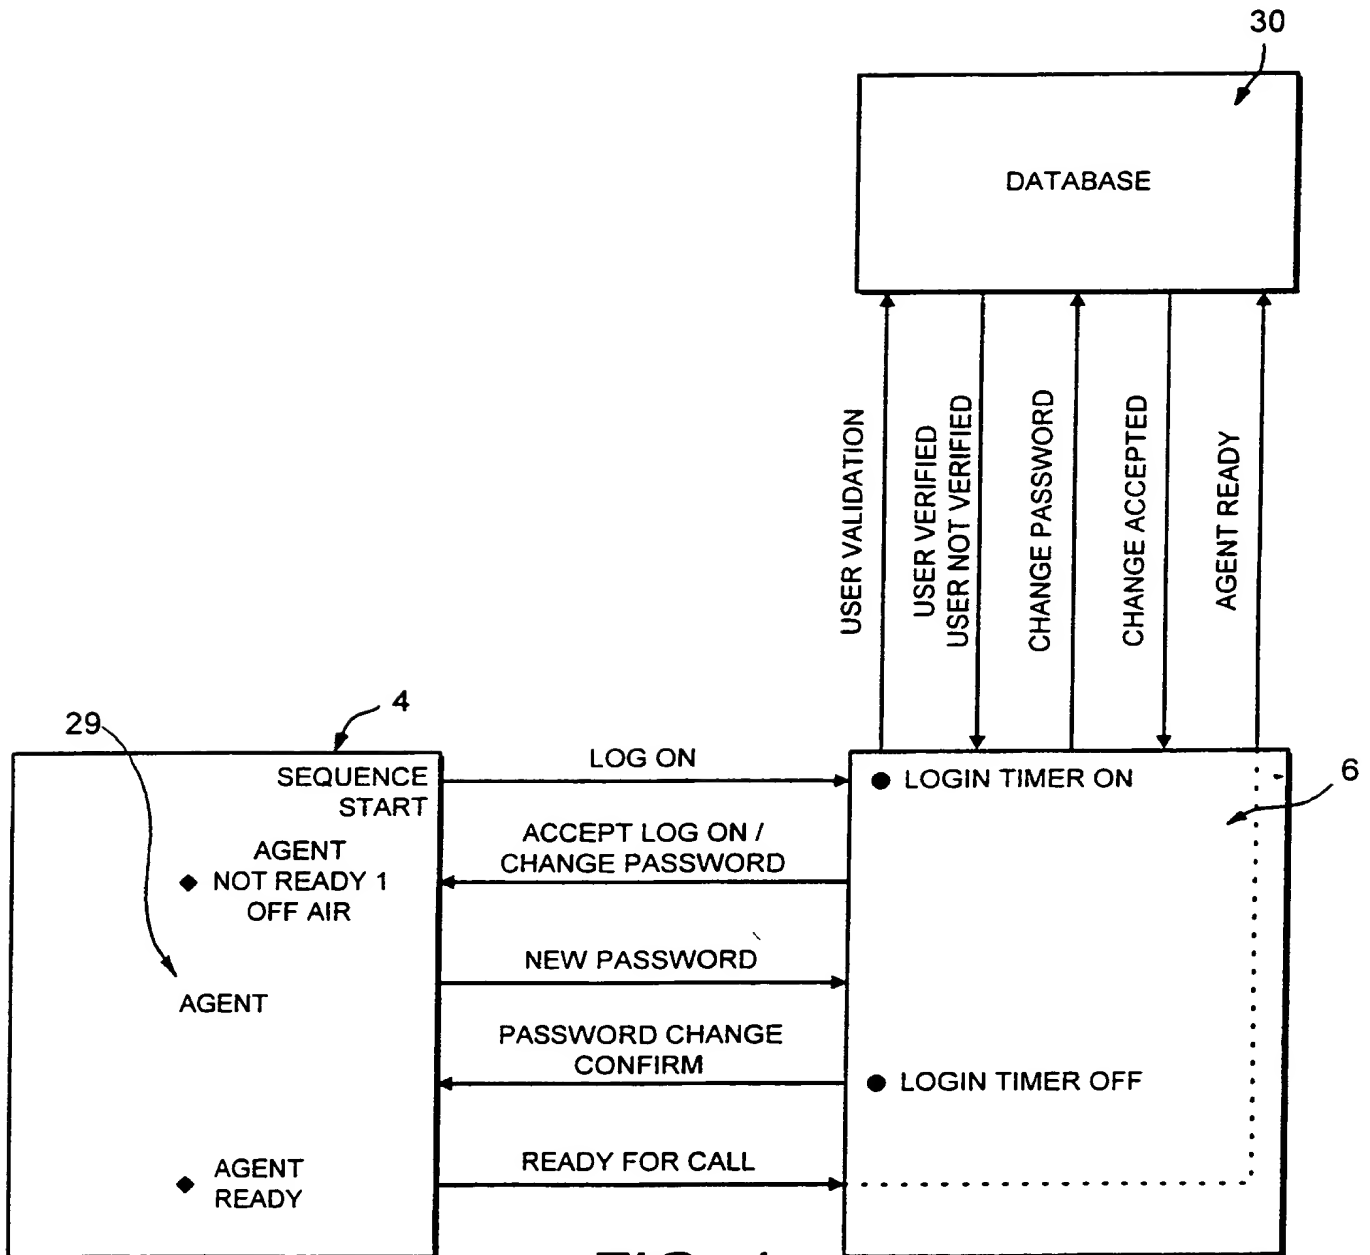 30
DATABASE
USER VALIDATION
USER VERIFIED
USER NOT VERIFIED
CHANGE PASSWORD
CHANGE ACCEPTED
AGENT READY
29
4
6
SEQUENCE
START
LOG ON
LOGIN TIMER ON
AGENT
NOT READY 1
OFF AIR
ACCEPT LOG ON /
CHANGE PASSWORD
NEW PASSWORD
AGENT
PASSWORD CHANGE
CONFIRM
LOGIN TIMER OFF
AGENT
READY
READY FOR CALL